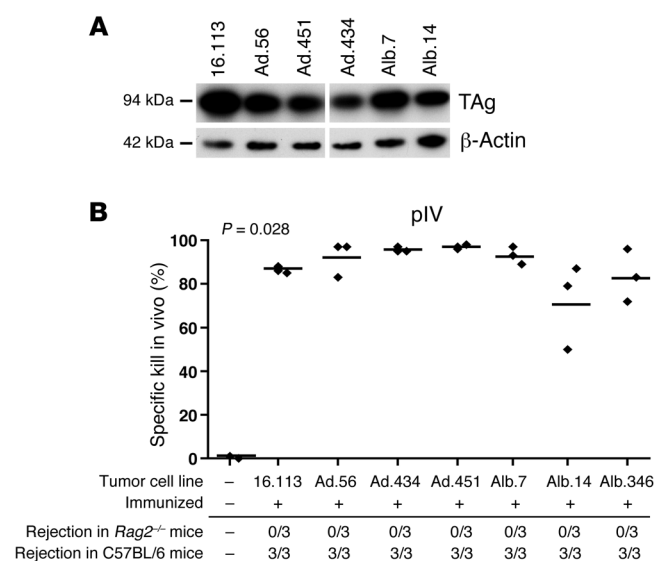 A
16.113 Ad.56 Ad.451 Ad.434 Alb.7 Alb.14
94 kDa TAg
42 kDa β-Actin
B
pIV
P = 0.028
Specific kill in vivo (%)
100
80
60
40
20
0
Tumor cell line – 16.113 Ad.56 Ad.434 Ad.451 Alb.7 Alb.14 Alb.346
Immunized – + + + + + + +
Rejection in Rag2–/– mice – 0/3 0/3 0/3 0/3 0/3 0/3 0/3
Rejection in C57BL/6 mice – 3/3 3/3 3/3 3/3 3/3 3/3 3/3